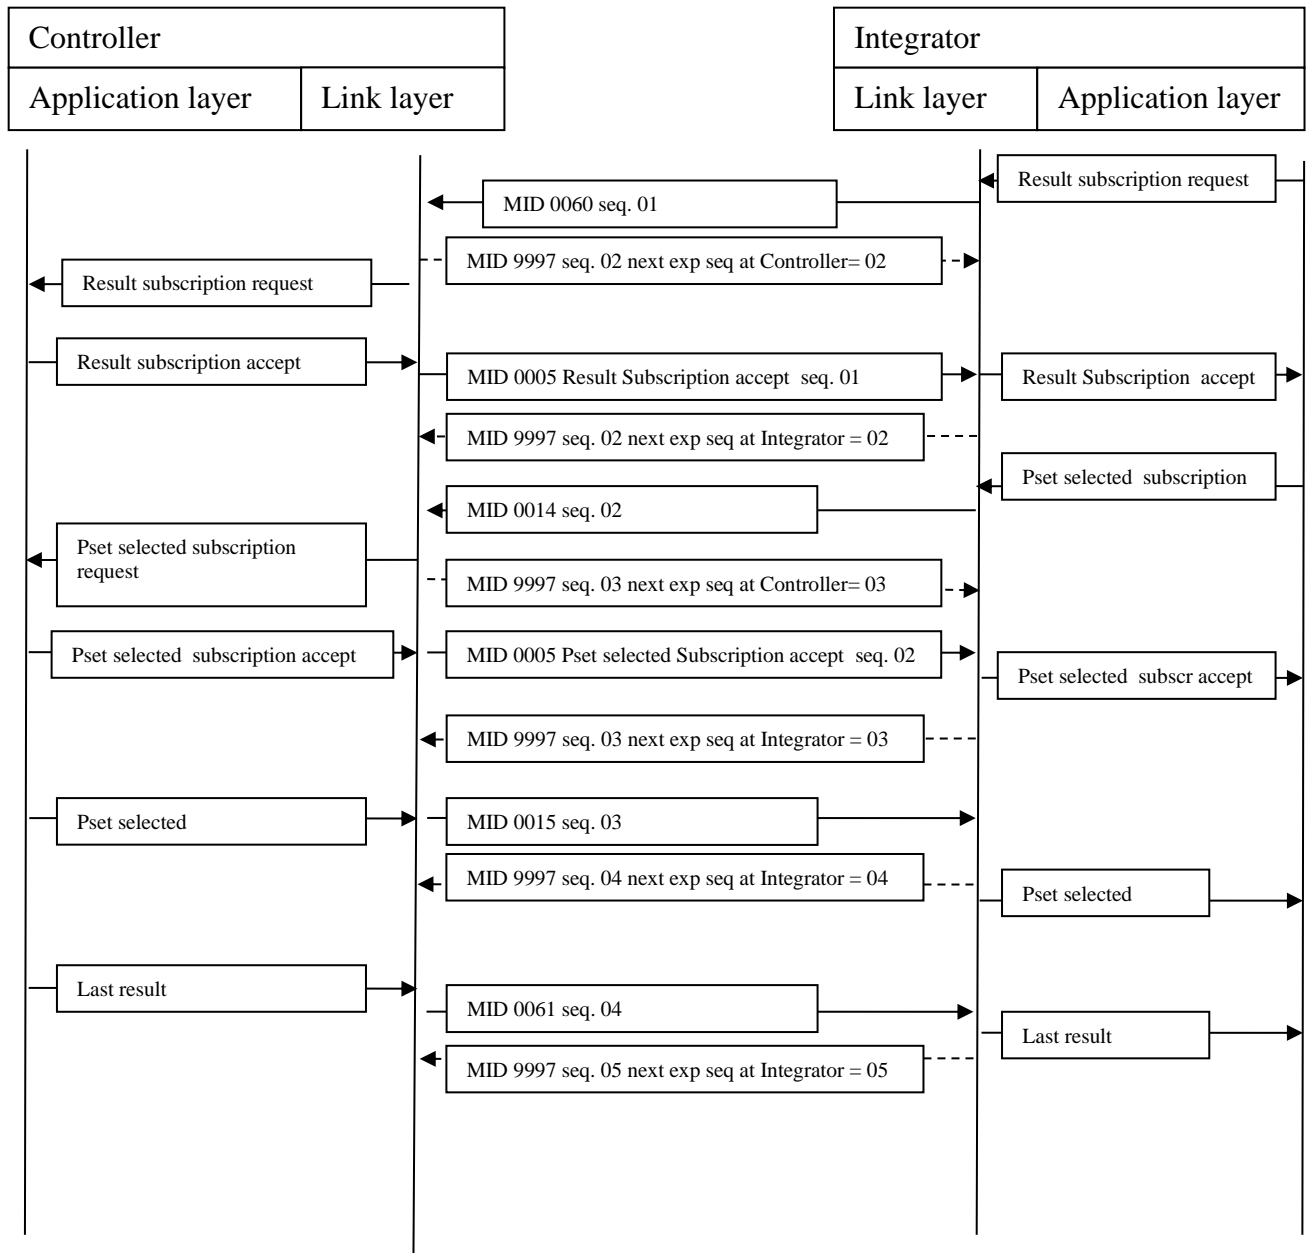 Controller
Integrator
Application layer
Link layer
Link layer
Application layer
Result subscription request
MID 0060 seq. 01
MID 9997 seq. 02 next exp seq at Controller= 02
Result subscription request
Result subscription accept
MID 0005 Result Subscription accept  seq. 01
Result Subscription  accept
MID 9997 seq. 02 next exp seq at Integrator = 02
Pset selected  subscription
MID 0014 seq. 02
Pset selected subscription
request
MID 9997 seq. 03 next exp seq at Controller= 03
Pset selected  subscription accept
MID 0005 Pset selected Subscription accept  seq. 02
Pset selected  subscr accept
MID 9997 seq. 03 next exp seq at Integrator = 03
Pset selected
MID 0015 seq. 03
MID 9997 seq. 04 next exp seq at Integrator = 04
Pset selected
Last result
MID 0061 seq. 04
Last result
MID 9997 seq. 05 next exp seq at Integrator = 05